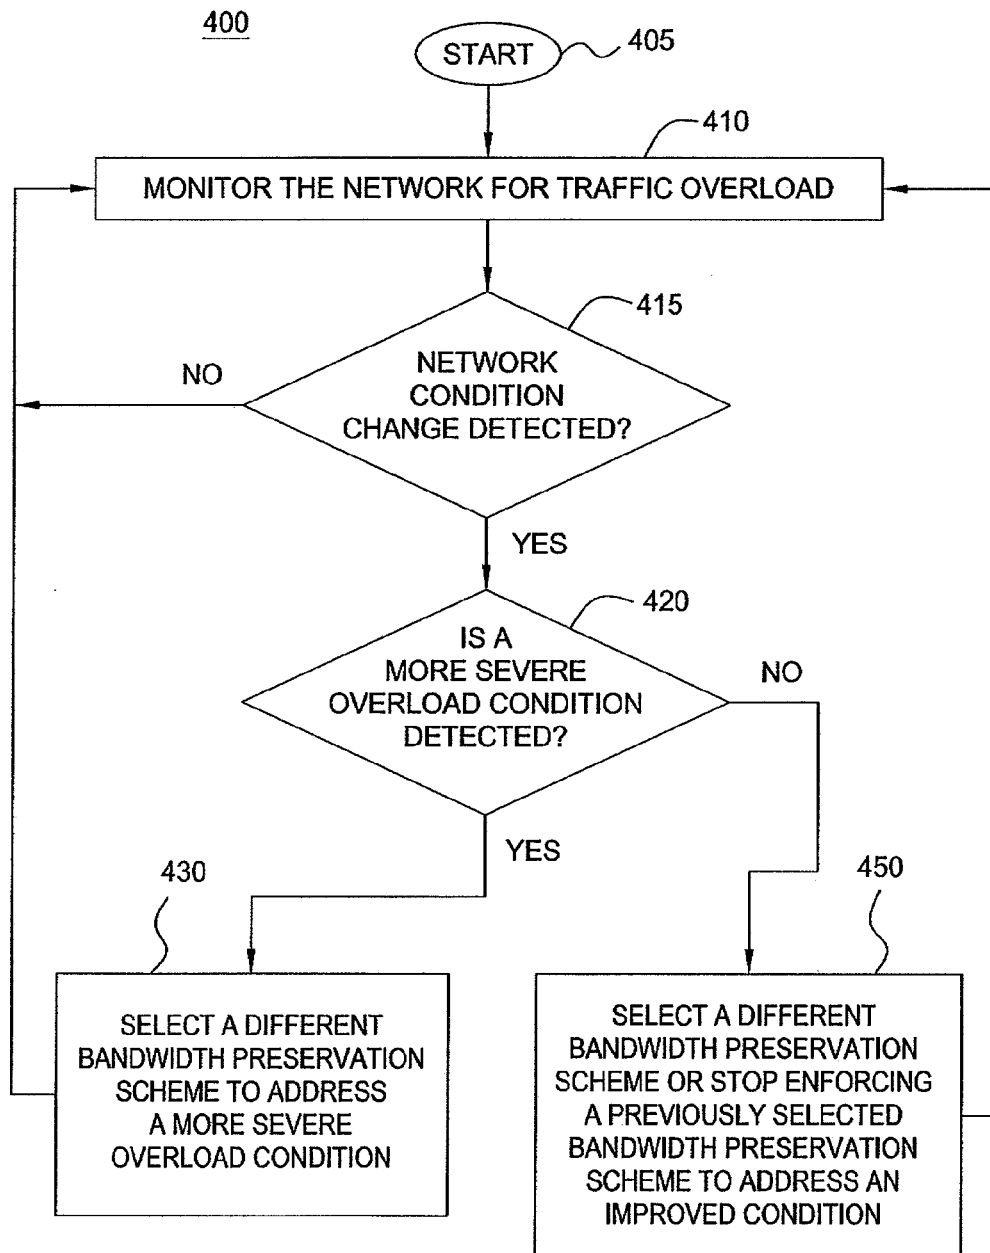 400
START
405
410
MONITOR THE NETWORK FOR TRAFFIC OVERLOAD
415
NETWORK
CONDITION
CHANGE DETECTED?
NO
YES
420
IS A
MORE SEVERE
OVERLOAD CONDITION
DETECTED?
NO
YES
430
SELECT A DIFFERENT
BANDWIDTH PRESERVATION
SCHEME TO ADDRESS
A MORE SEVERE
OVERLOAD CONDITION
450
SELECT A DIFFERENT
BANDWIDTH PRESERVATION
SCHEME OR STOP ENFORCING
A PREVIOUSLY SELECTED
BANDWIDTH PRESERVATION
SCHEME TO ADDRESS AN
IMPROVED CONDITION